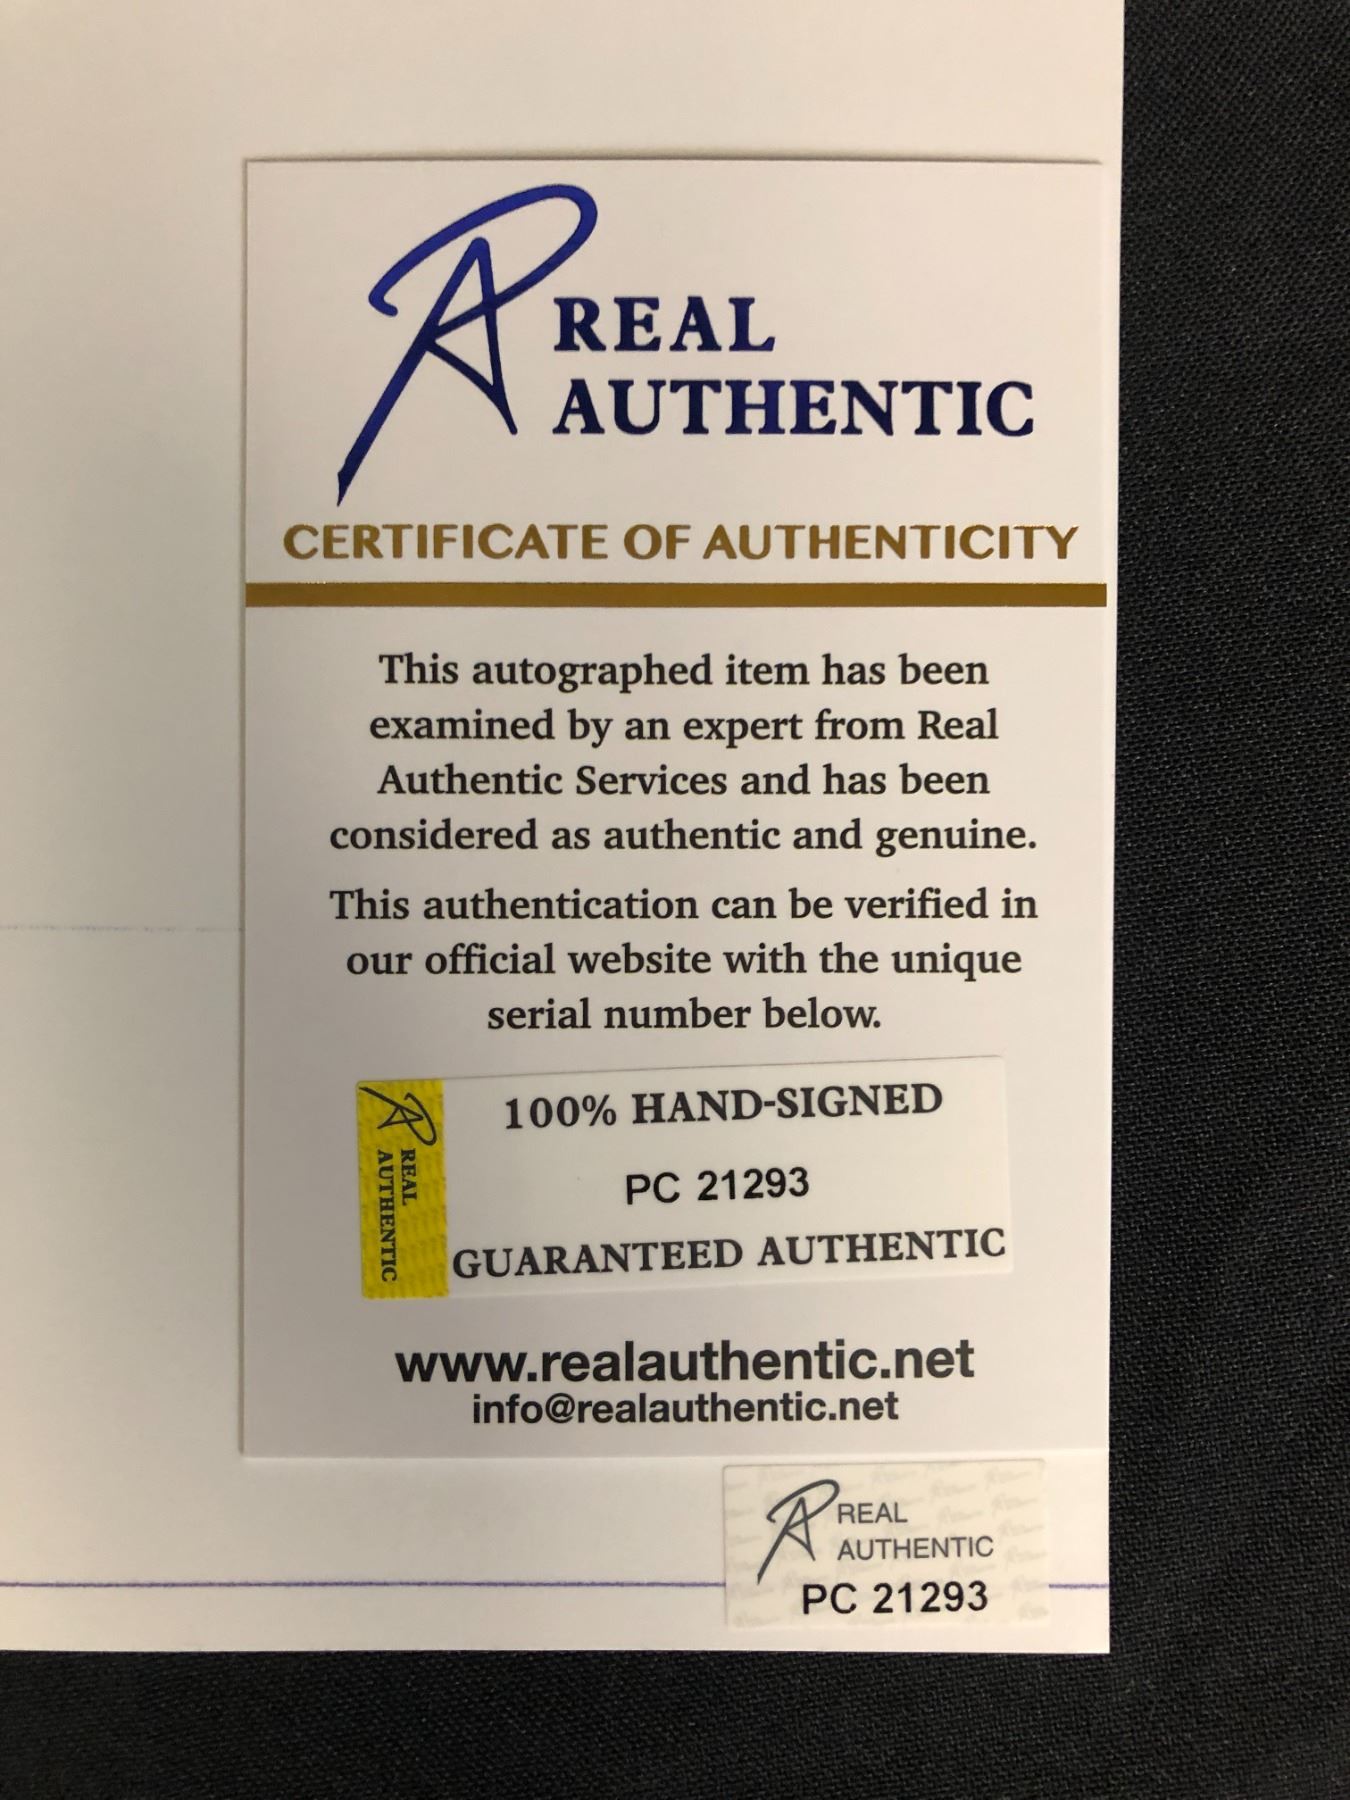 REAL
AUTHENTIC
CERTIFICATE OF AUTHENTICITY
This autographed item has been
examined by an expert from Real
Authentic Services and has been
considered as authentic and genuine.
This authentication can be verified in
our official website with the unique
serial number below.
REAL
AUTHENTIC
100% HAND-SIGNED
PC 21293
GUARANTEED AUTHENTIC
www.realauthentic.net
info@realauthentic.net
REAL
AUTHENTIC
PC 21293